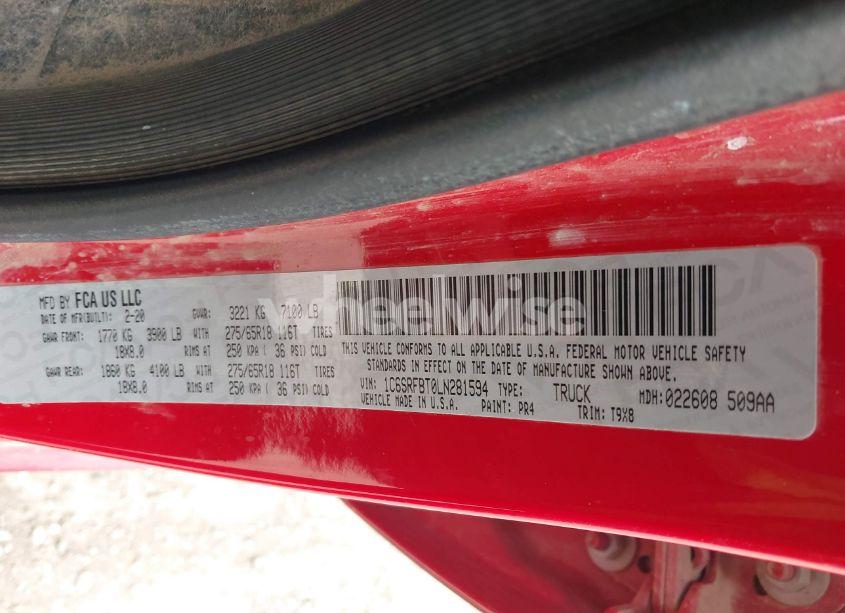 MFD BY FCA US LLC
DATE OF MFR(BUILT): 2-20 GVWR: 3221 KG 7100 LB
GAWR FRONT: 1770 KG 3900 LB WITH 275/65R18 116T TIRES
18X8.0 RIMS AT 250 KPA ( 36 PSI) COLD
GAWR REAR: 1860 KG 4100 LB WITH 275/65R18 116T TIRES
18X8.0 RIMS AT 250 KPA ( 36 PSI) COLD
THIS VEHICLE CONFORMS TO ALL APPLICABLE U.S.A. FEDERAL MOTOR VEHICLE SAFETY
STANDARDS IN EFFECT ON THE DATE OF MANUFACTURE SHOWN ABOVE.
VIN: 1C6SRFBT0LN281594 TYPE: TRUCK MDH:022608 509AA
VEHICLE MADE IN U.S.A. PAINT: PR4 TRIM: T9X8
wheelwise